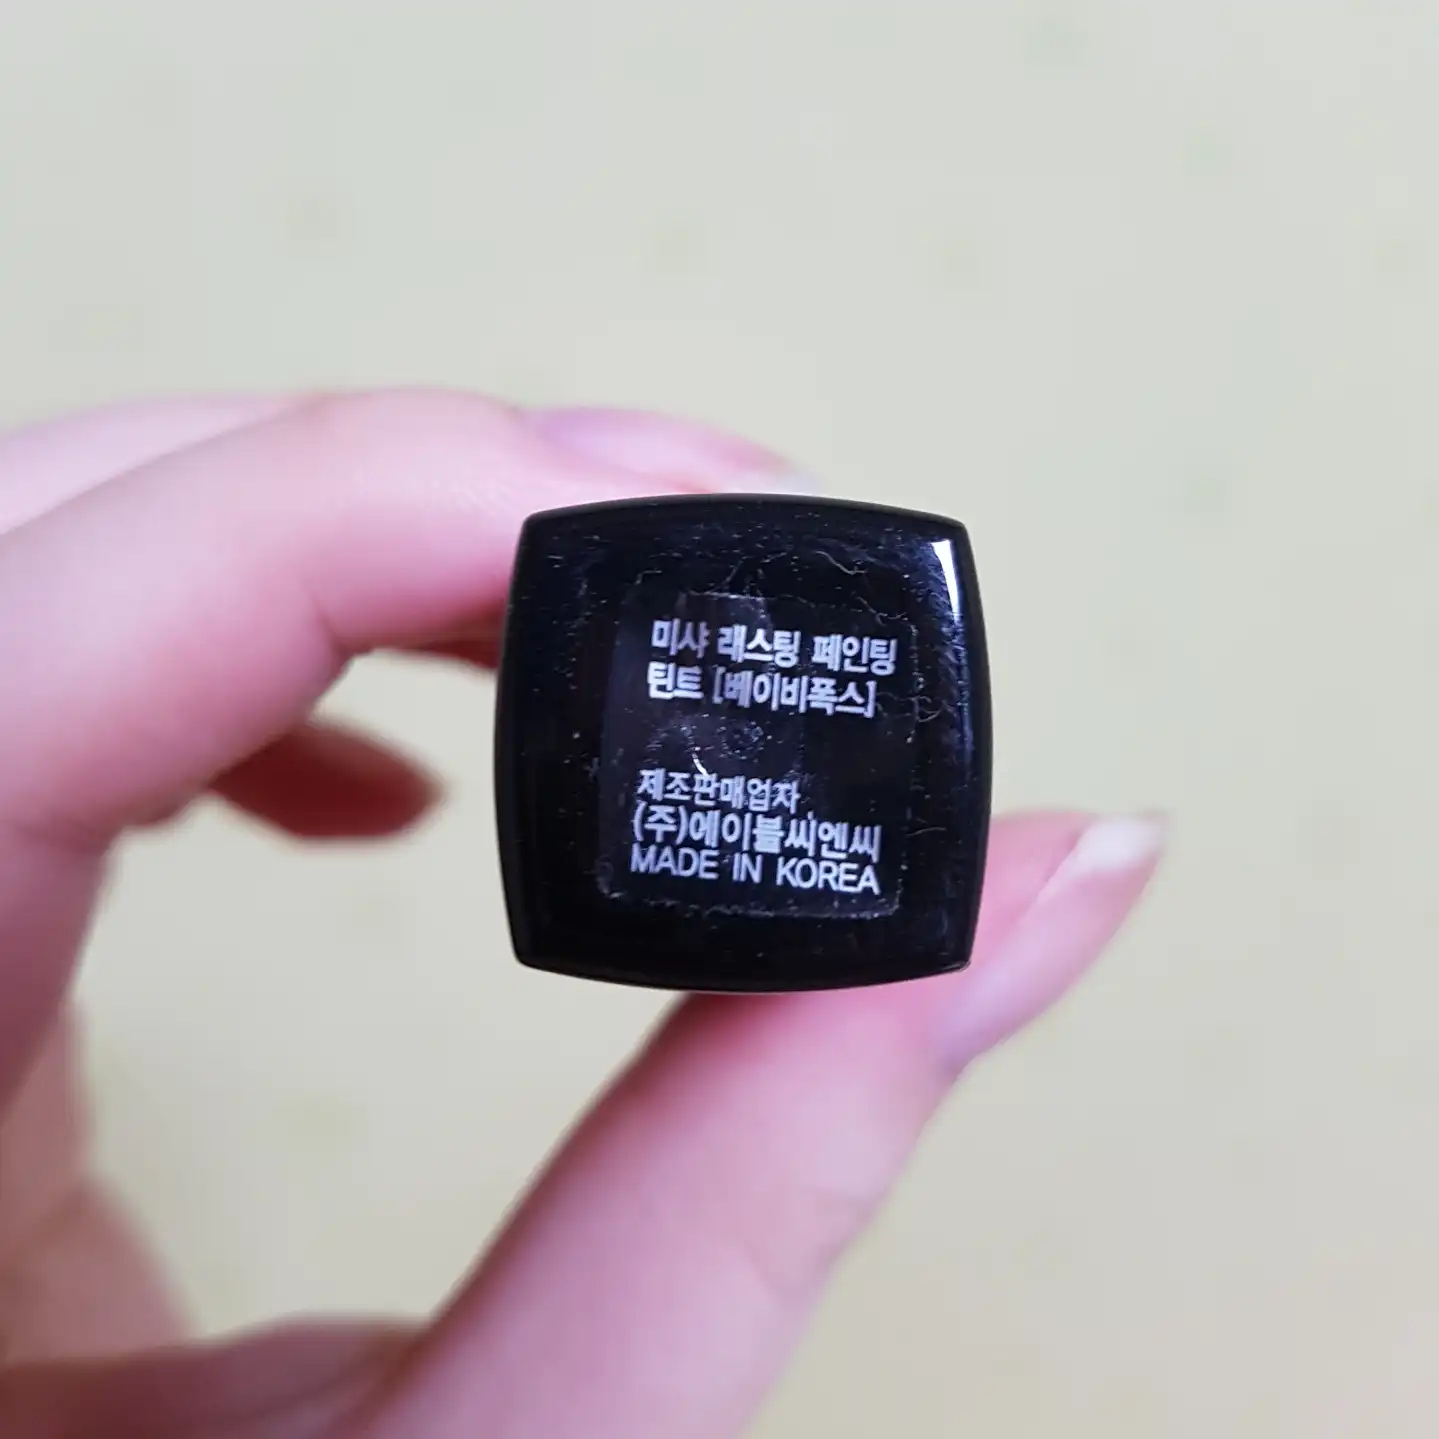 미샤 래스팅 페인팅
틴트 [베이비폭스]
제조판매업자
(주)에이블씨엔씨
MADE IN KOREA